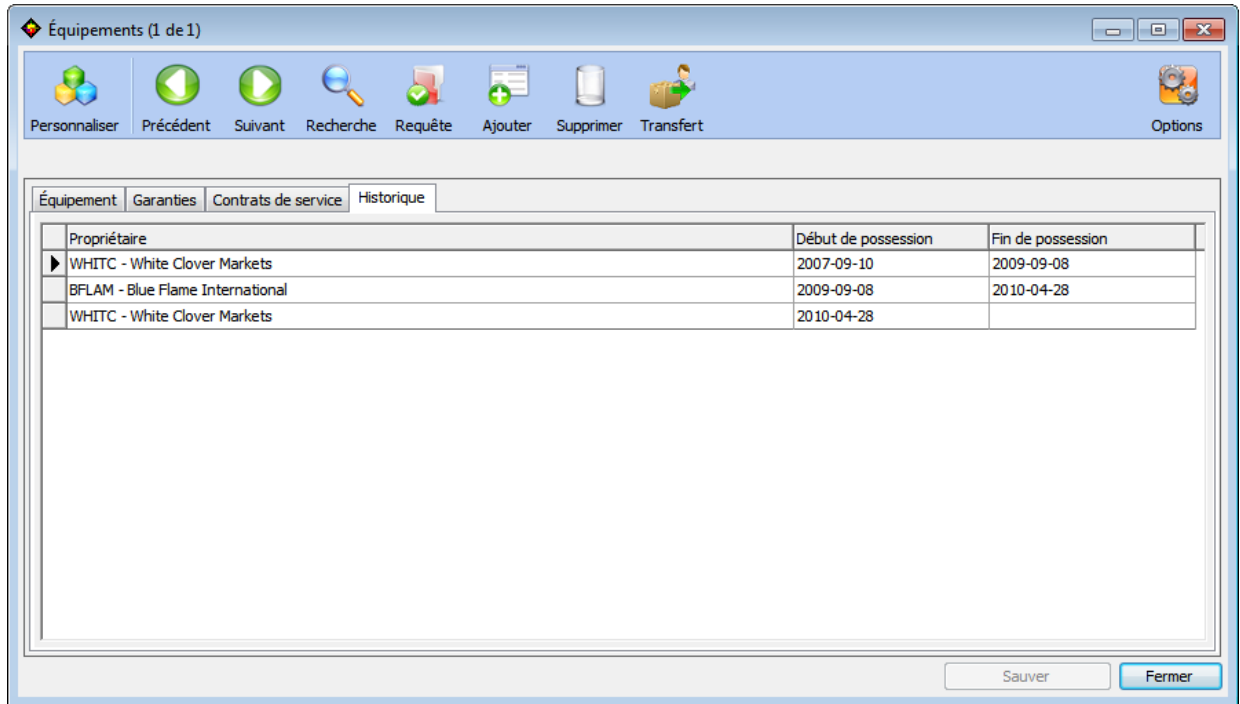 Équipements (1 de 1)
Personnaliser Précédent Suivant Recherche Requête Ajouter Supprimer Transfert Options
Équipement Garanties Contrats de service Historique
Propriétaire Début de possession Fin de possession
WHITC - White Clover Markets 2007-09-10 2009-09-08
BFLAM - Blue Flame International 2009-09-08 2010-04-28
WHITC - White Clover Markets 2010-04-28
Sauver Fermer